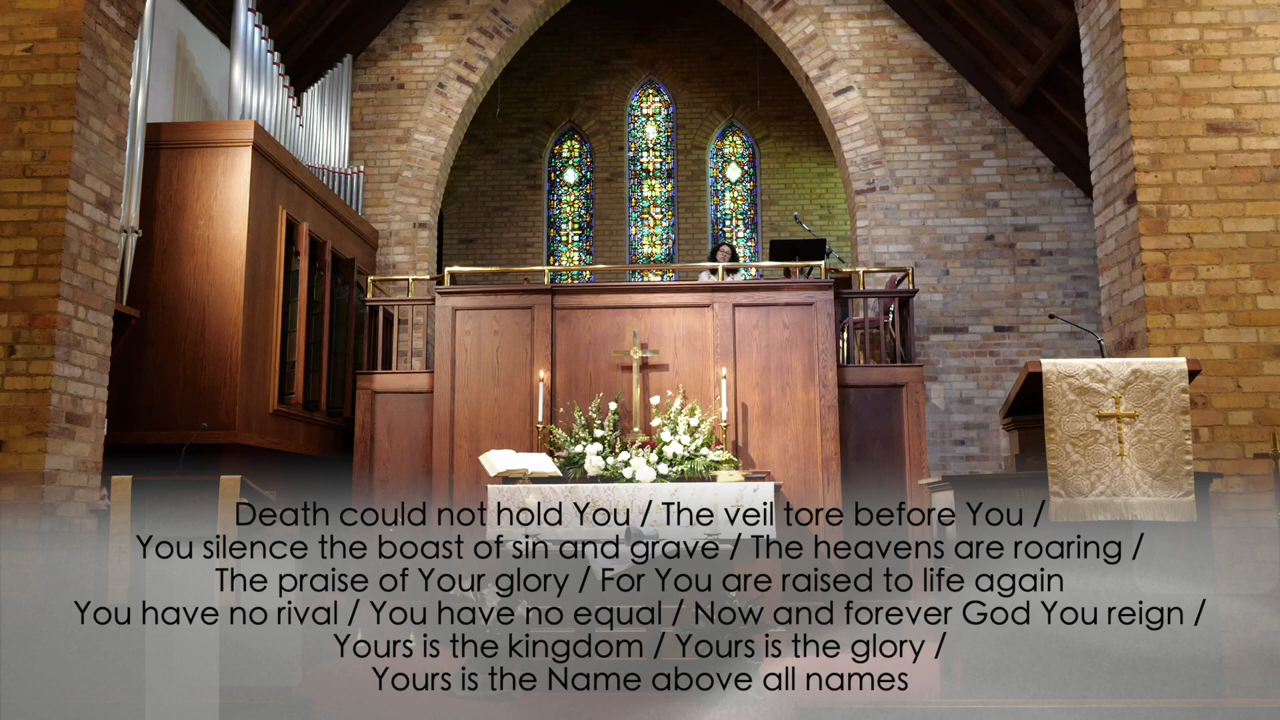 Death could not hold You / The veil tore before You /
You silence the boast of sin and grave / The heavens are roaring /
The praise of Your glory / For You are raised to life again
You have no rival / You have no equal / Now and forever God You reign /
Yours is the kingdom / Yours is the glory /
Yours is the Name above all names